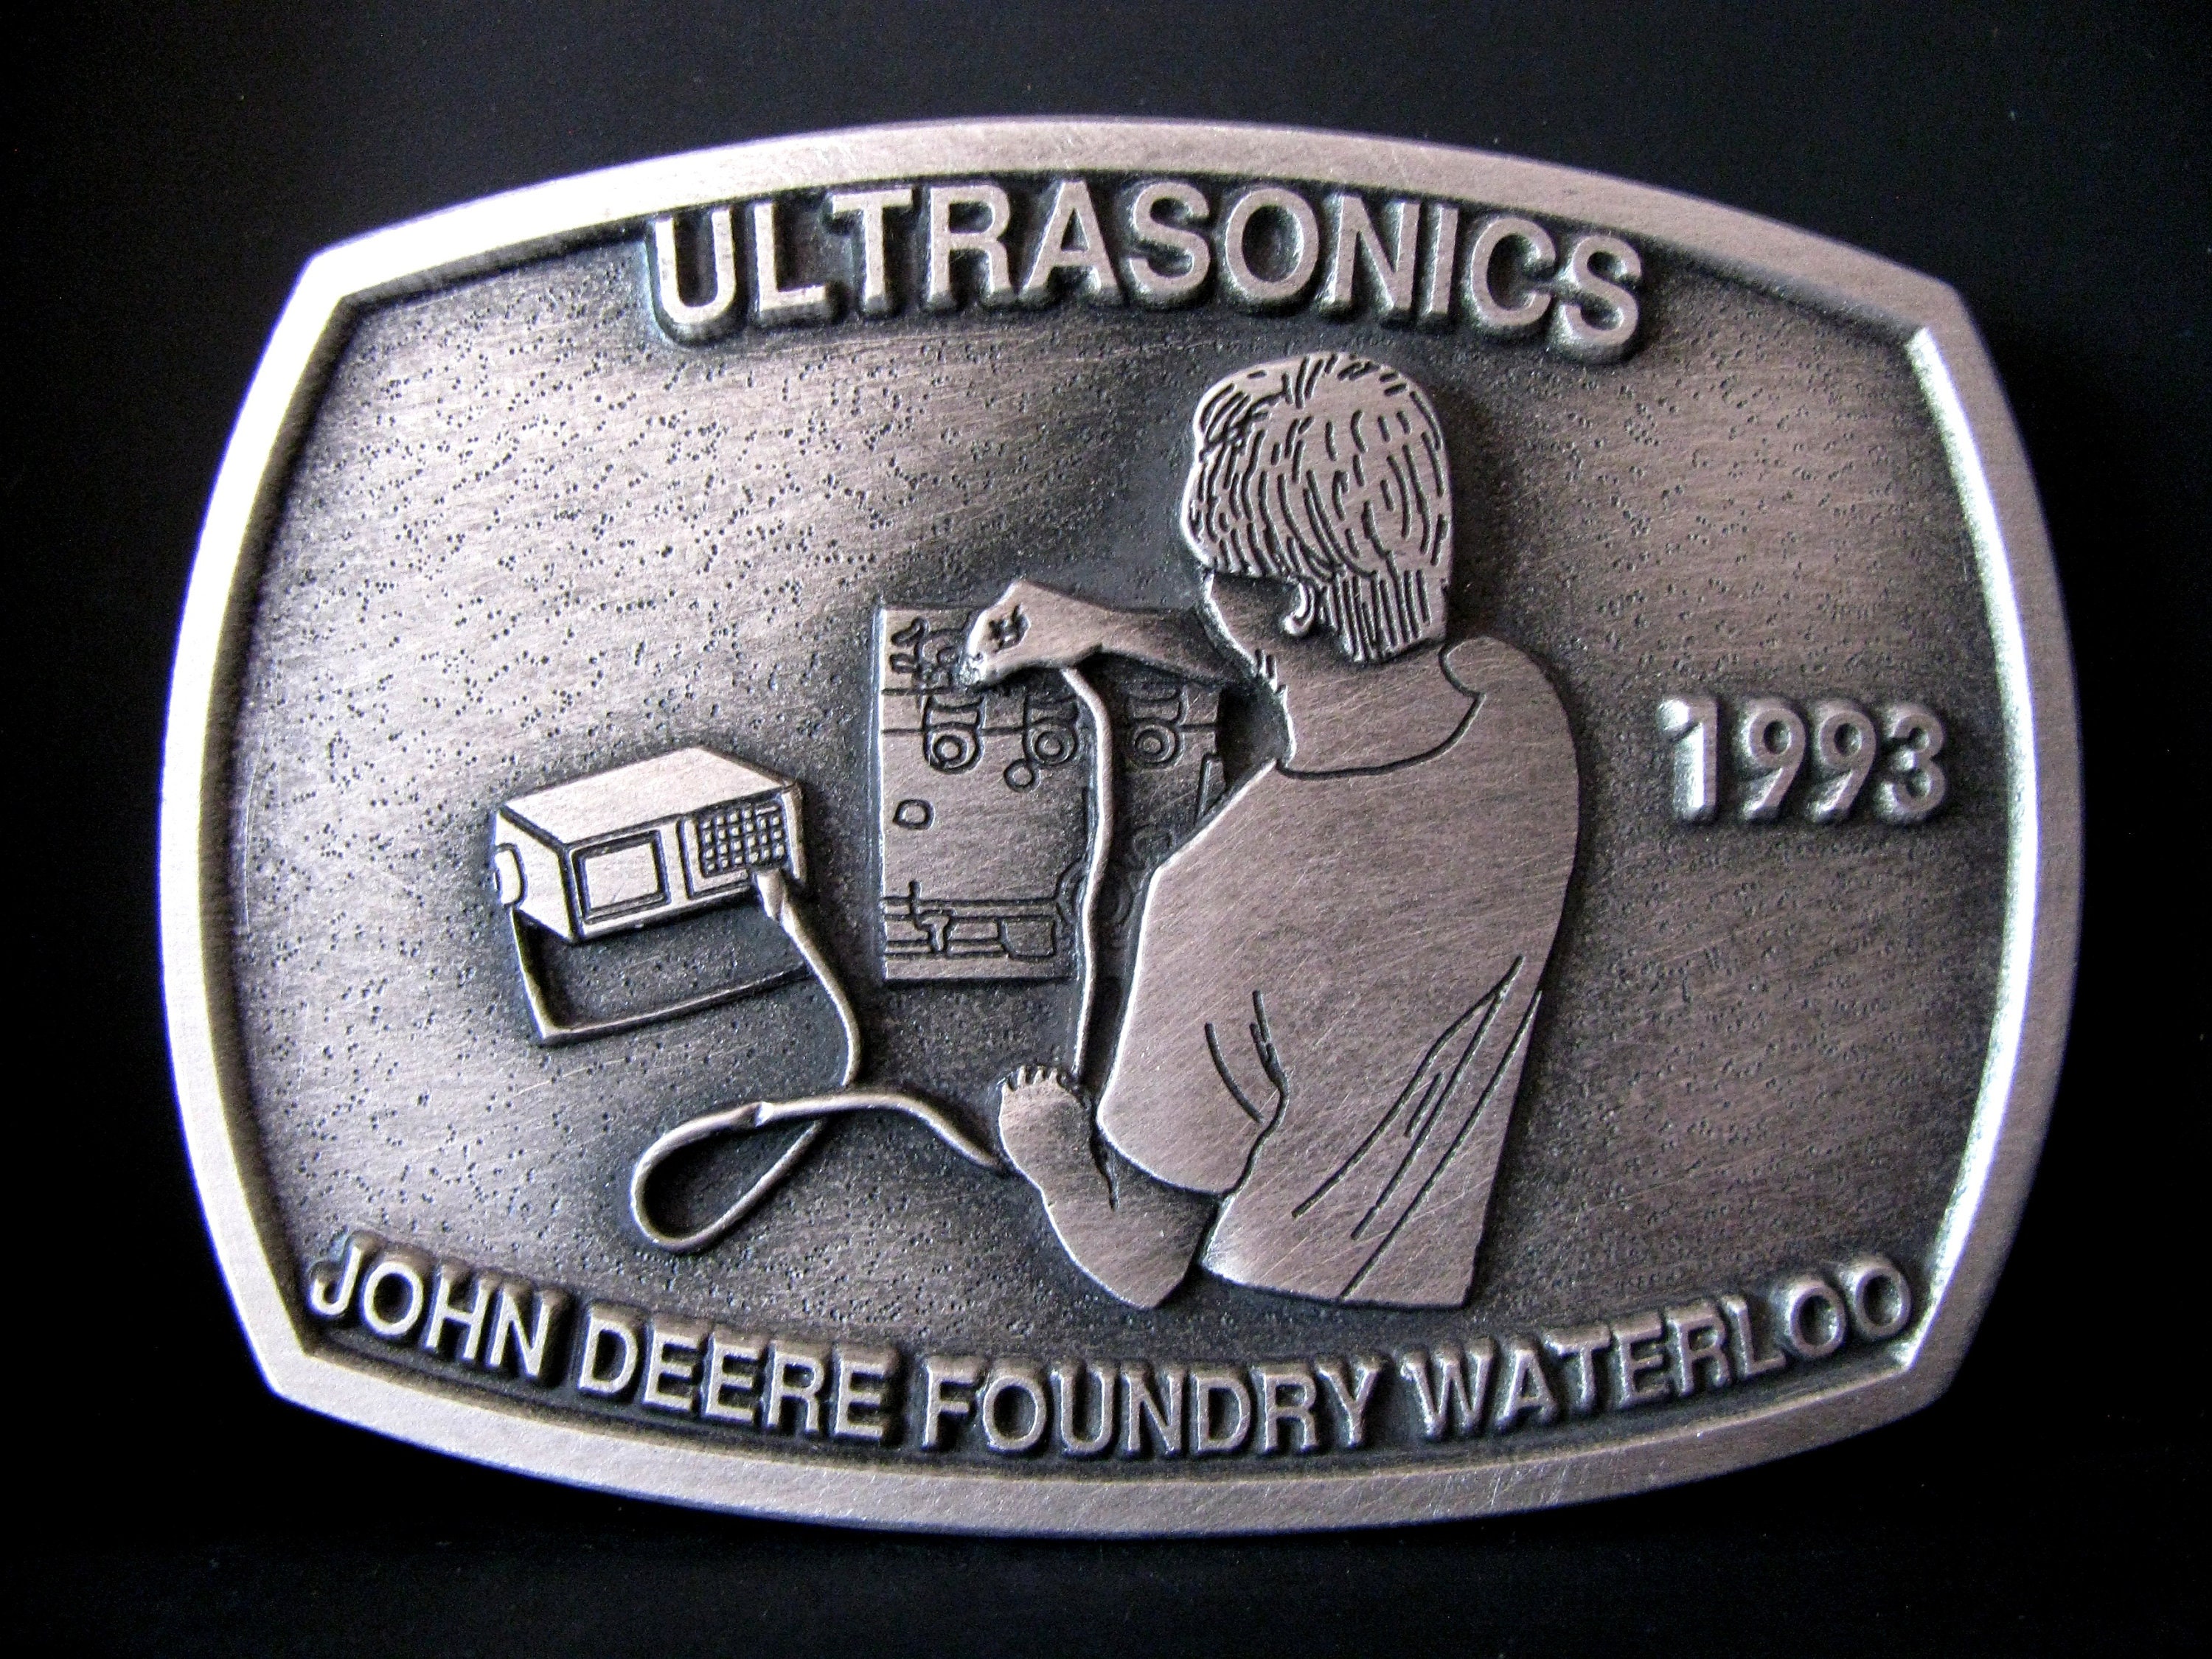 ULTRASONICS
1993
JOHN DEERE FOUNDRY WATERLOO